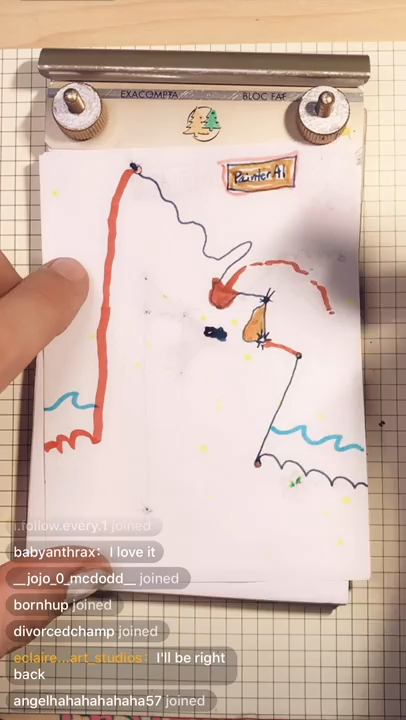 EXACOMPTA BLOC FAF
Painter AI
i.follow.every.1 joined
babyanthrax: I love it
__jojo_0_mcdodd__ joined
bornhup joined
divorcedchamp joined
eclaire...art_studios: I'll be right
back
angelhahahahahaha57 joined